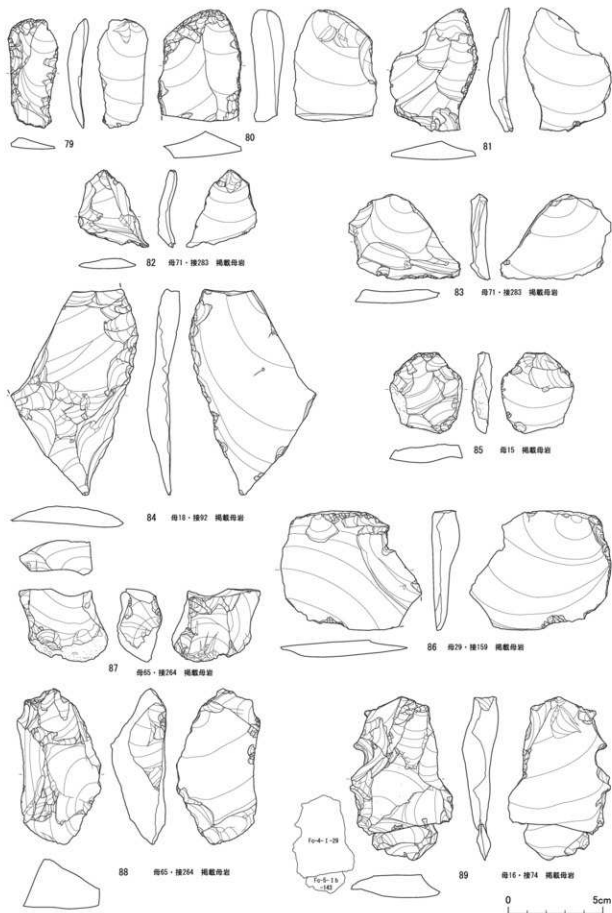 79
80
81
82 母71・接283 掲載母岩
83 母71・接283 掲載母岩
84 母18・接92 掲載母岩
85 母15 掲載母岩
86 母29・接159 掲載母岩
87
母65・接264 掲載母岩
88 母65・接264 掲載母岩
Fc-4-Ⅰ-29
Fc-5-Ⅰb
-143
89 母16・接74 掲載母岩
0 5cm